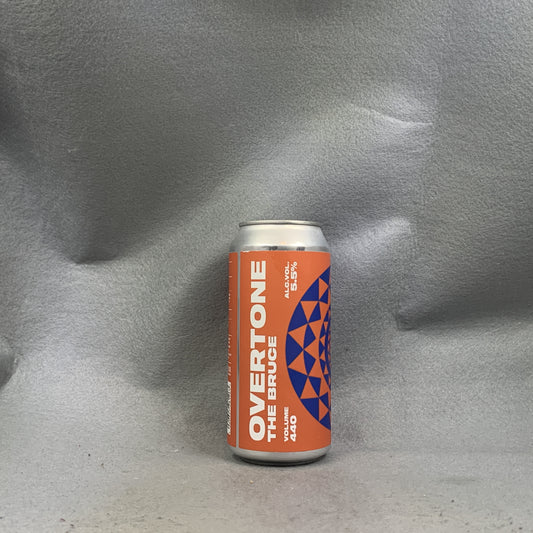 OVERTONE
THE BRUCE
VOLUME
440
ALC.VOL.
5.5%